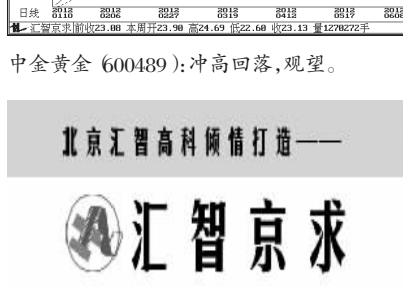 日线 2012 2012 2012 2012 2012 2012 2012
0110 0206 0227 0319 0412 0517 0608
汇智京求|前收23.08 本周开23.90 高24.69 低22.60 收23.13 量1270272手
中金黄金(600489):冲高回落,观望。
北京汇智高科倾情打造——
汇智京求